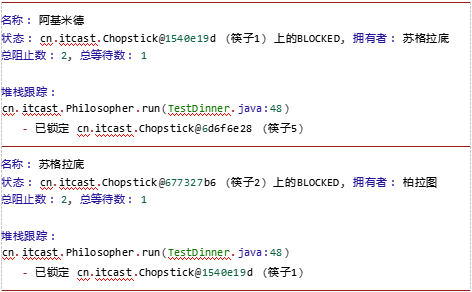 名称: 阿基米德
状态: cn.itcast.Chopstick@1540e19d (筷子1) 上的BLOCKED, 拥有者: 苏格拉底
总阻止数: 2, 总等待数: 1
堆栈跟踪:
cn.itcast.Philosopher.run(TestDinner.java:48)
- 已锁定 cn.itcast.Chopstick@6d6f6e28 (筷子5)
名称: 苏格拉底
状态: cn.itcast.Chopstick@677327b6 (筷子2) 上的BLOCKED, 拥有者: 柏拉图
总阻止数: 2, 总等待数: 1
堆栈跟踪:
cn.itcast.Philosopher.run(TestDinner.java:48)
- 已锁定 cn.itcast.Chopstick@1540e19d (筷子1)